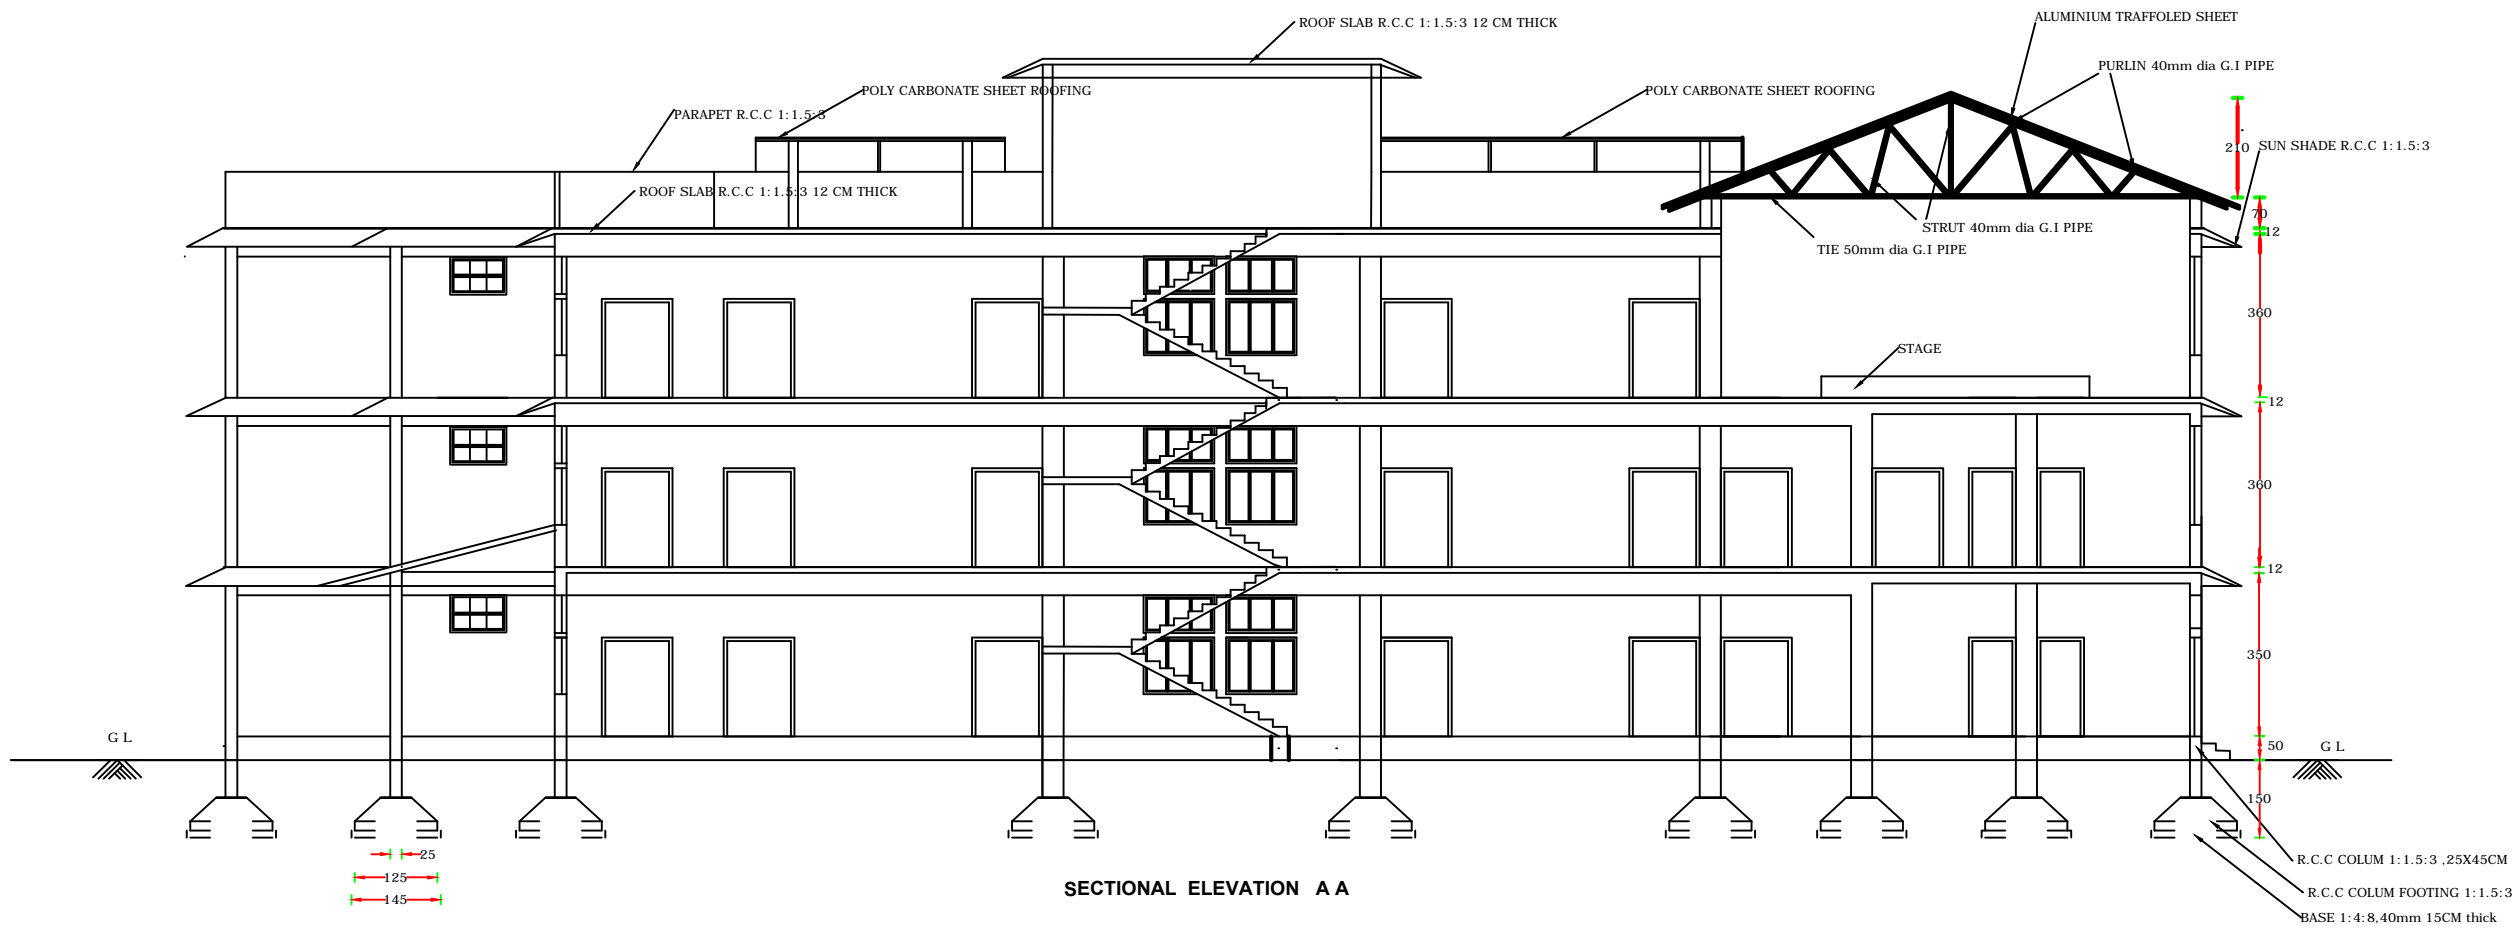 ROOF SLAB R.C.C 1:1.5:3 12 CM THICK
ALUMINIUM TRAFFOLED SHEET
PURLIN 40mm dia G.I PIPE
POLY CARBONATE SHEET ROOFING
POLY CARBONATE SHEET ROOFING
PARAPET R.C.C 1:1.5:3
210
SUN SHADE R.C.C 1:1.5:3
ROOF SLAB R.C.C 1:1.5:3 12 CM THICK
70
STRUT 40mm dia G.I PIPE
12
TIE 50mm dia G.I PIPE
360
STAGE
12
360
12
350
G L
50
G L
150
25
R.C.C COLUM 1:1.5:3 ,25X45CM
125
SECTIONAL ELEVATION A A
R.C.C COLUM FOOTING 1:1.5:3
145
BASE 1:4:8,40mm 15CM thick